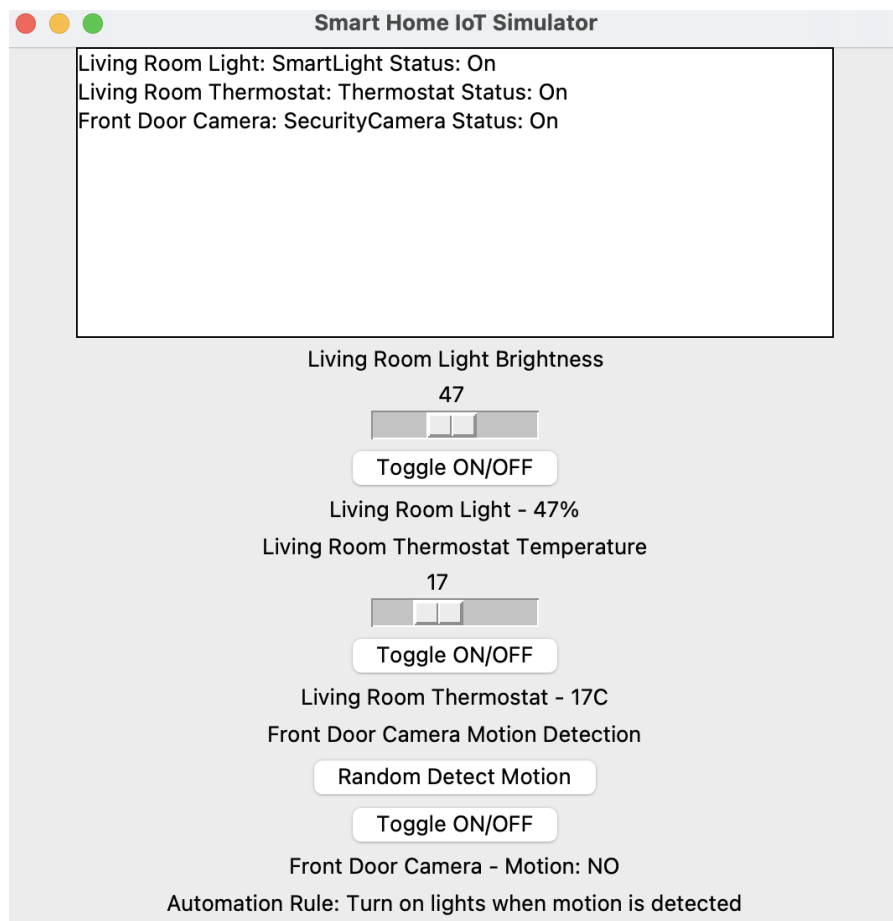 Smart Home IoT Simulator
Living Room Light: SmartLight Status: On
Living Room Thermostat: Thermostat Status: On
Front Door Camera: SecurityCamera Status: On
Living Room Light Brightness
47
Toggle ON/OFF
Living Room Light - 47%
Living Room Thermostat Temperature
17
Toggle ON/OFF
Living Room Thermostat - 17C
Front Door Camera Motion Detection
Random Detect Motion
Toggle ON/OFF
Front Door Camera - Motion: NO
Automation Rule: Turn on lights when motion is detected